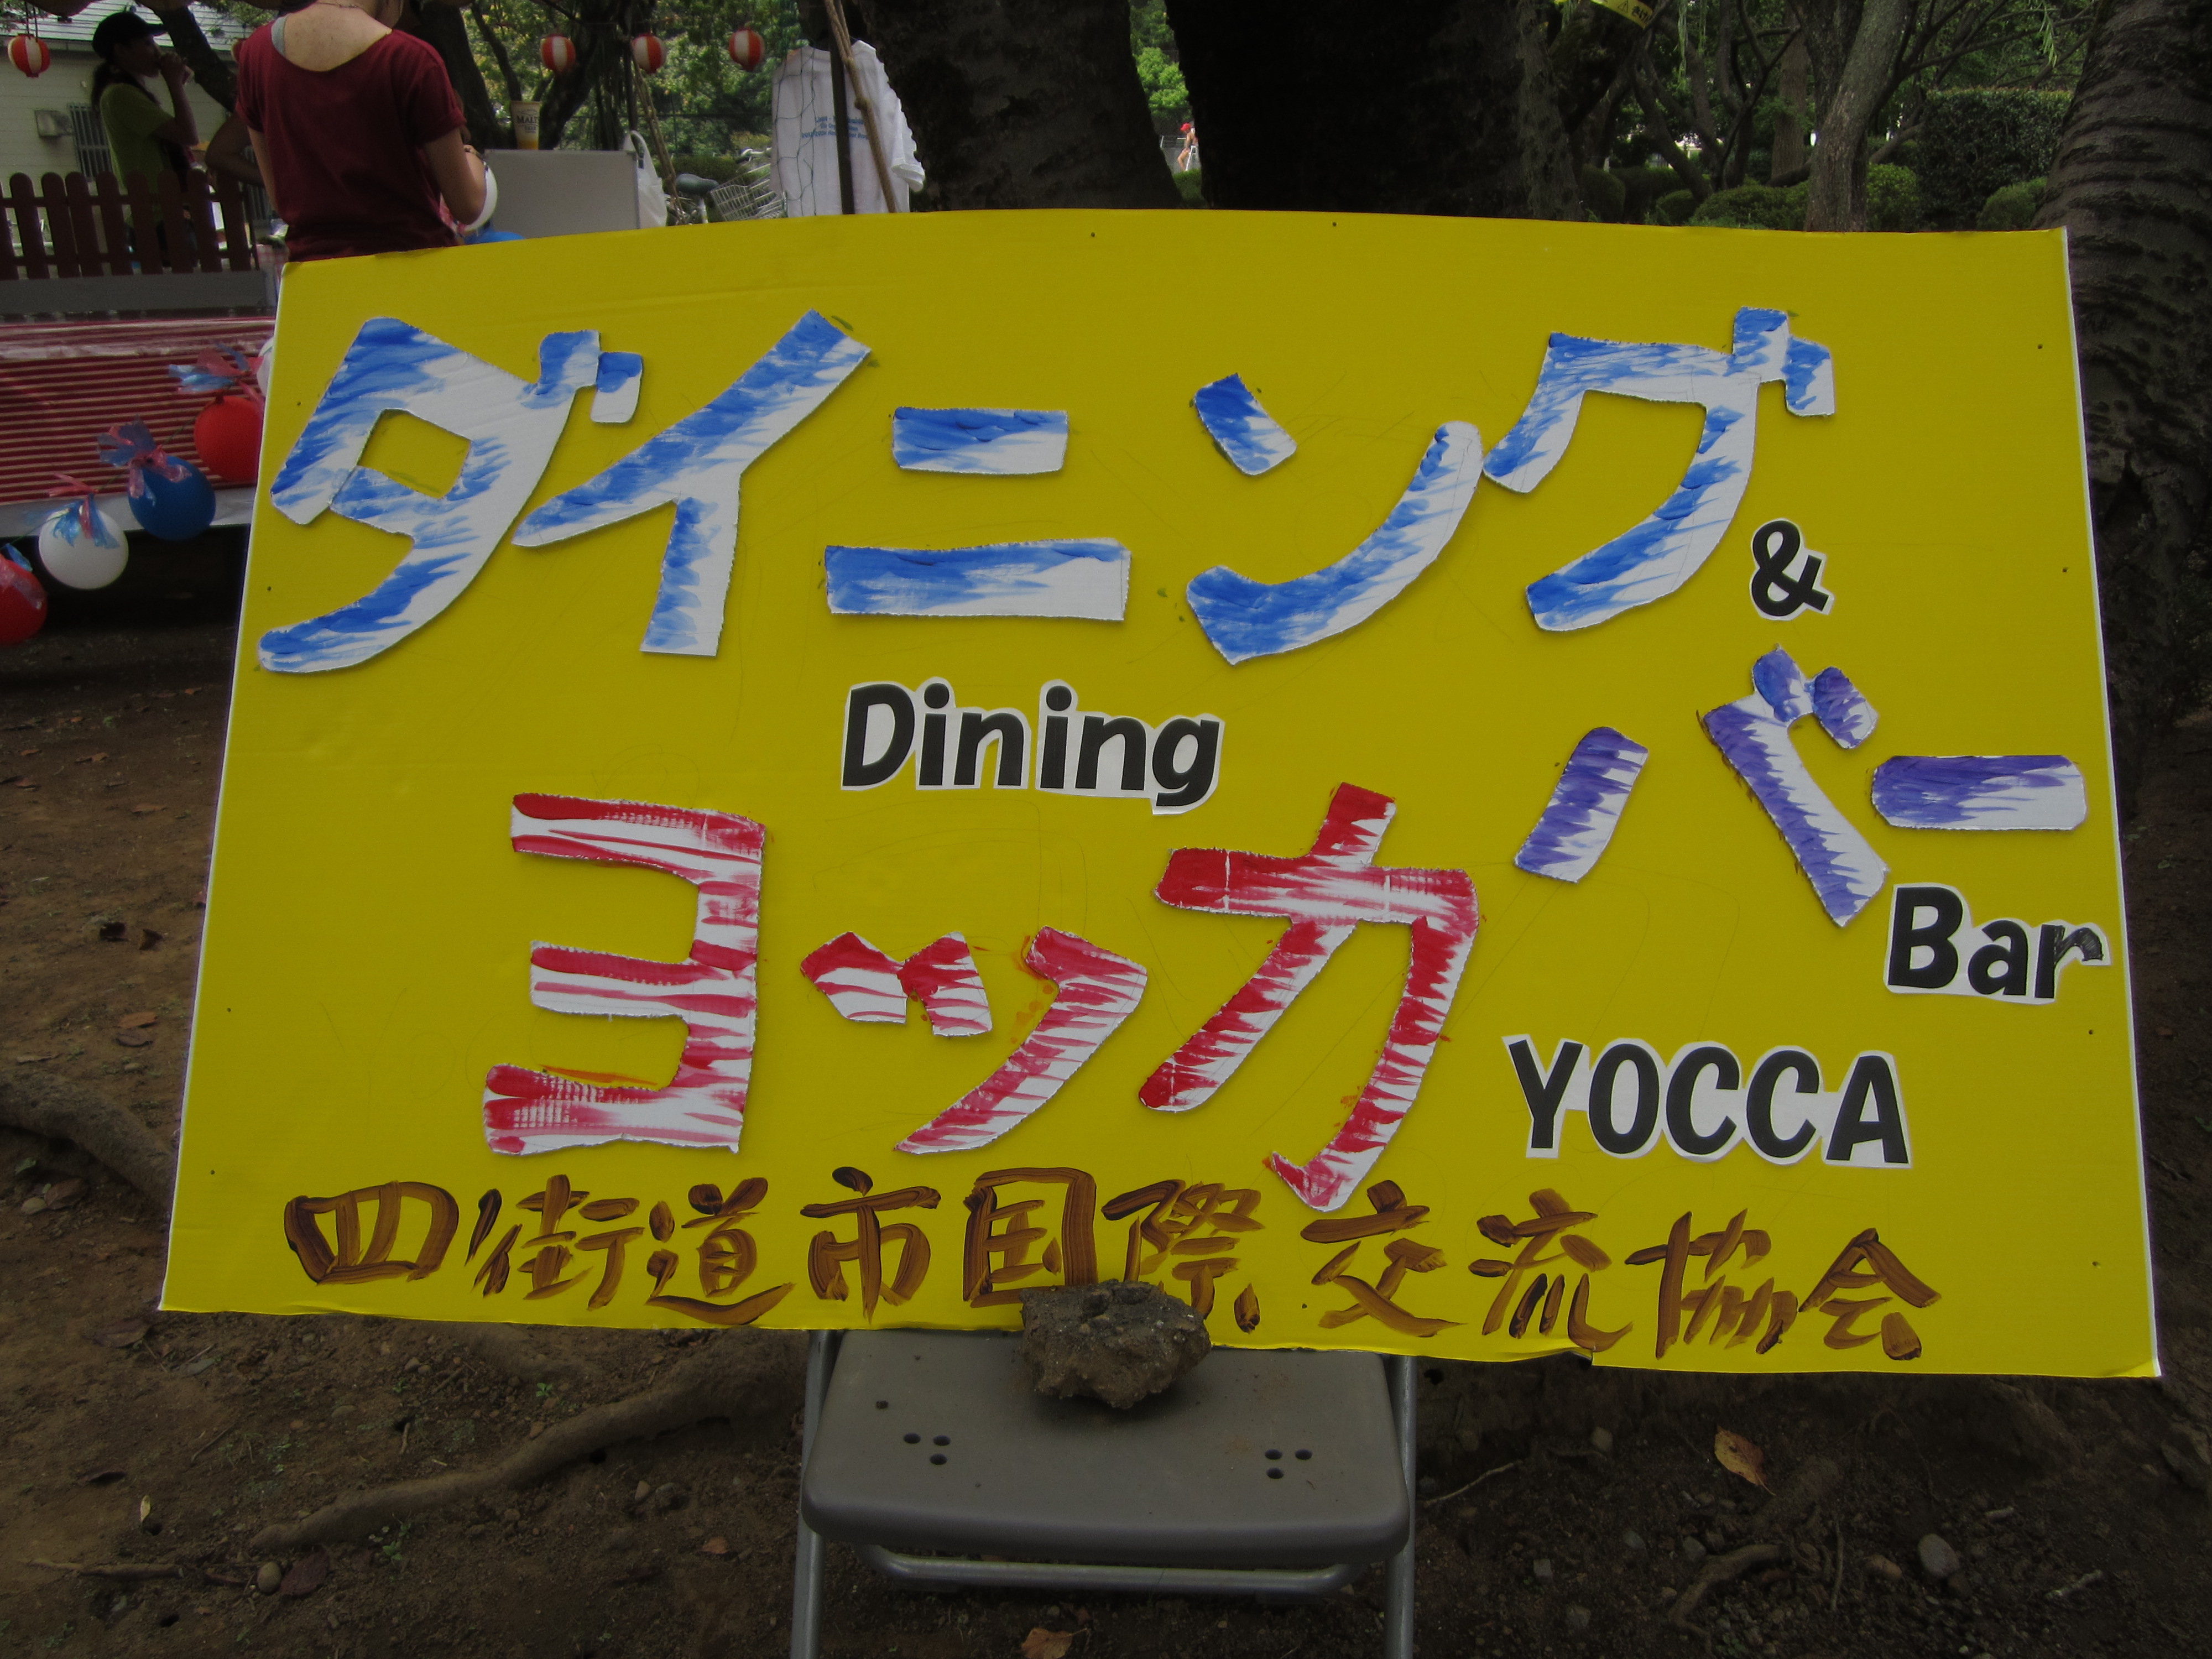 ダイニング&
Dining
バー
Bar
ヨッカ
YOCCA
四街道市国際交流協会